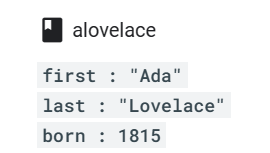 alovelace
first : "Ada"
last : "Lovelace"
born : 1815